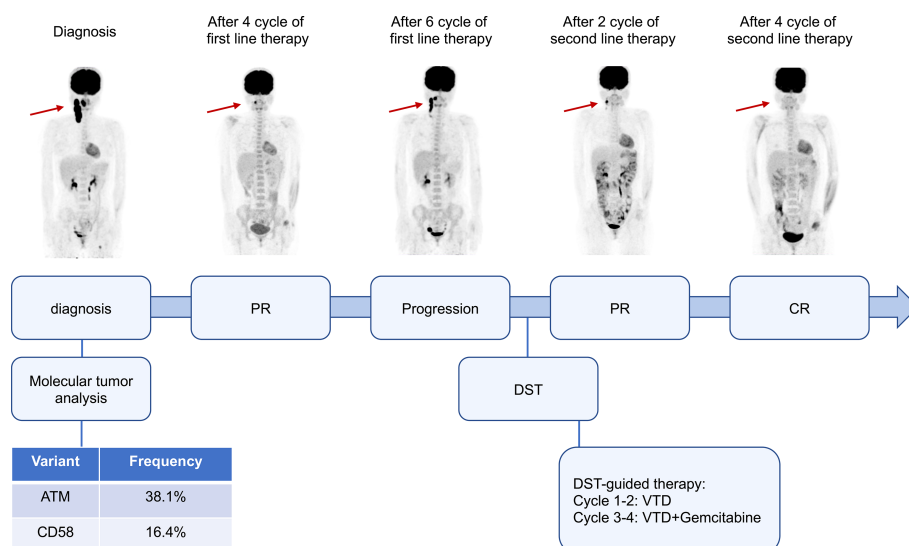 Diagnosis
After 4 cycle of
first line therapy
After 6 cycle of
first line therapy
After 2 cycle of
second line therapy
After 4 cycle of
second line therapy
diagnosis
PR
Progression
PR
CR
Molecular tumor
analysis
DST
Variant Frequency
ATM 38.1%
CD58 16.4%
DST-guided therapy:
Cycle 1-2: VTD
Cycle 3-4: VTD+Gemcitabine